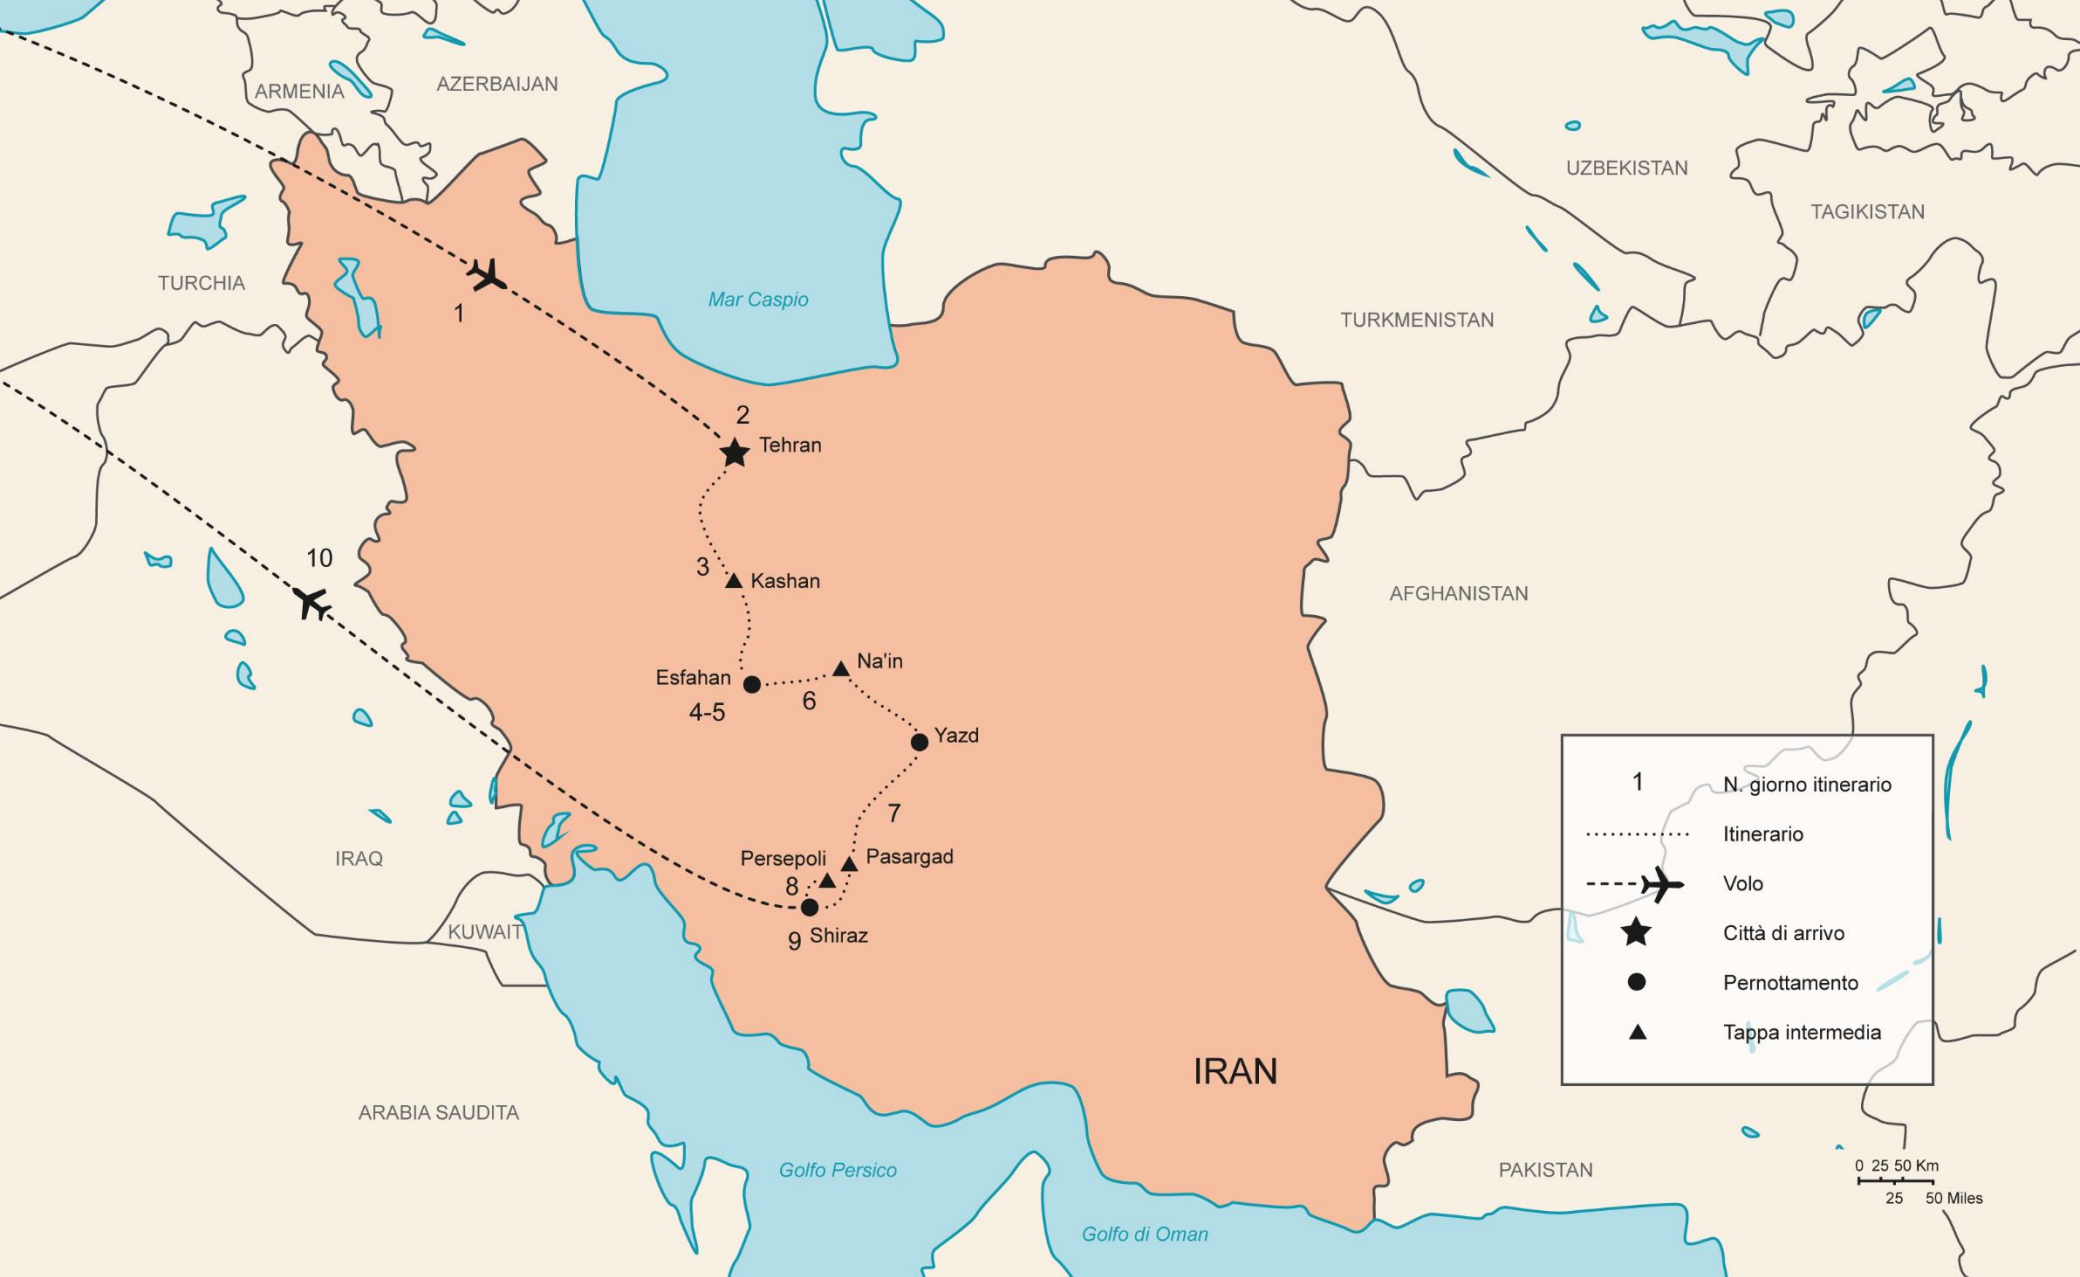 ARMENIA
AZERBAIJAN
UZBEKISTAN
TAGIKISTAN
TURCHIA
Mar Caspio
1
TURKMENISTAN
2
Tehran
10
3
Kashan
AFGHANISTAN
Na'in
Esfahan
6
4-5
Yazd
7
Persepoli
Pasargad
8
9
Shiraz
IRAQ
KUWAIT
IRAN
ARABIA SAUDITA
Golfo Persico
Golfo di Oman
PAKISTAN
1 N. giorno itinerario
Itinerario
Volo
Città di arrivo
Pernottamento
Tappa intermedia
0 25 50 Km
25 50 Miles